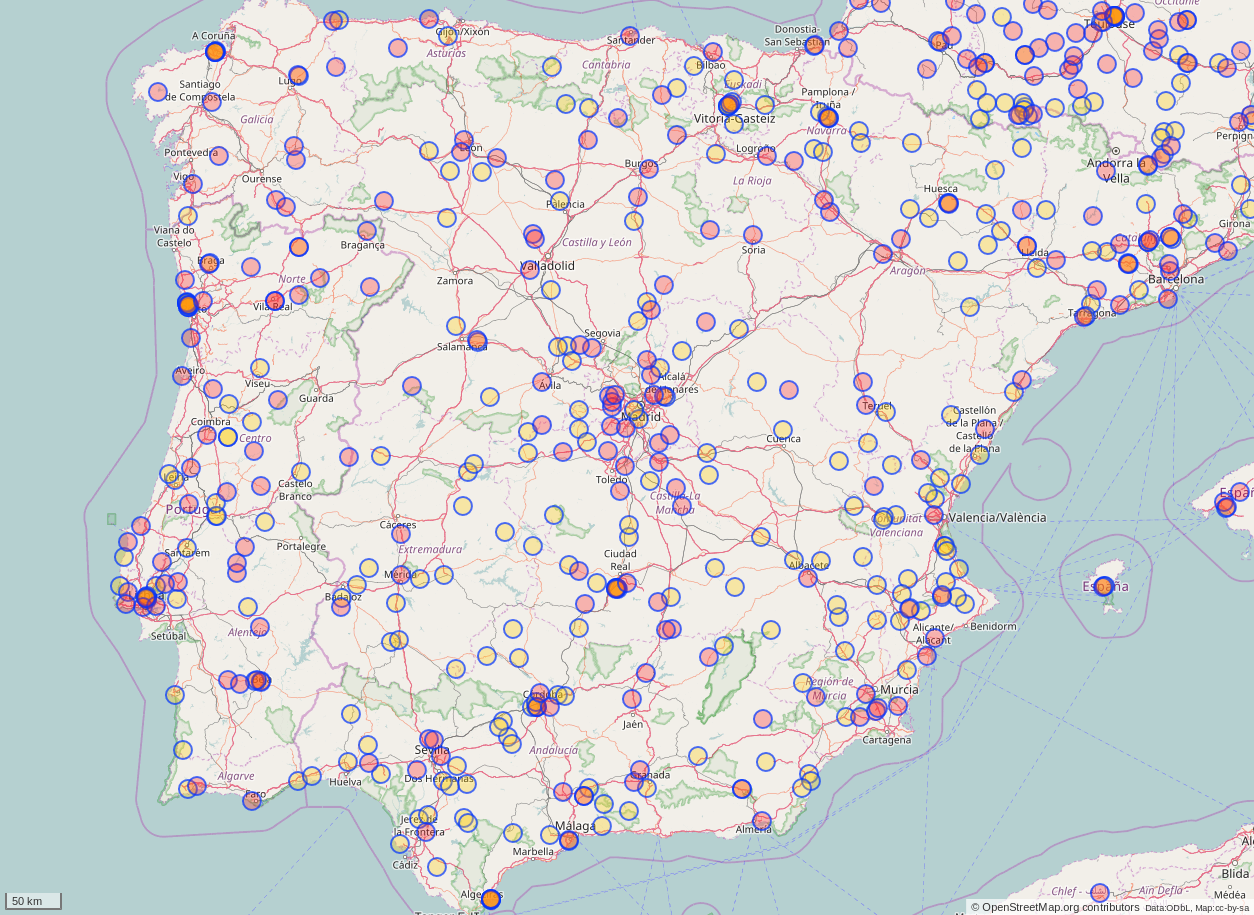 Occitanie
A Coruña
Gijón/Xixón
Asturias
Santander
Cantabria
Donostia-
San Sebastián
Bilbao
Euskadi
Lugo
Santiago
de Compostela
Galicia
Vitoria-Gasteiz
Pamplona /
Iruña
Navarra
León
Logroño
La Rioja
Burgos
Pontevedra
Vigo
Ourense
Andorra la
Vella
Perpign
Huesca
Girona
Palencia
Viana do
Castelo
Bragança
Castilla y León
Soria
Valladolid
Zamora
Braga
Norte
Vila Real
Aragón
Lleida
Barcelona
Tarragona
Segovia
Salamanca
Aveiro
Viseu
Guarda
Ávila
Alcalá
de Henares
Madrid
Teruel
Cuenca
Castellón
de la Plana /
Castelló
de la Plana
Coimbra
Centro
Leiria
Castelo
Branco
Portugal
Toledo
Castilla-La
Mancha
Cáceres
Comunitat
Valenciana
Valencia/València
Santarém
Portalegre
Extremadura
Ciudad
Real
Albacete
Mérida
Badajoz
España
Setúbal
Alentejo
Alicante/
Alacant
Benidorm
Región de
Murcia
Murcia
Cartagena
Córdoba
Jaén
Andalucía
Sevilla
Dos Hermanas
Huelva
Algarve
Faro
Granada
Jerez de
la Frontera
Málaga
Almería
Marbella
Cádiz
Blida
Médéa
Chlef
Aïn Defla
50 km
© OpenStreetMap.org contributors Data:ODbL, Map:cc-by-sa